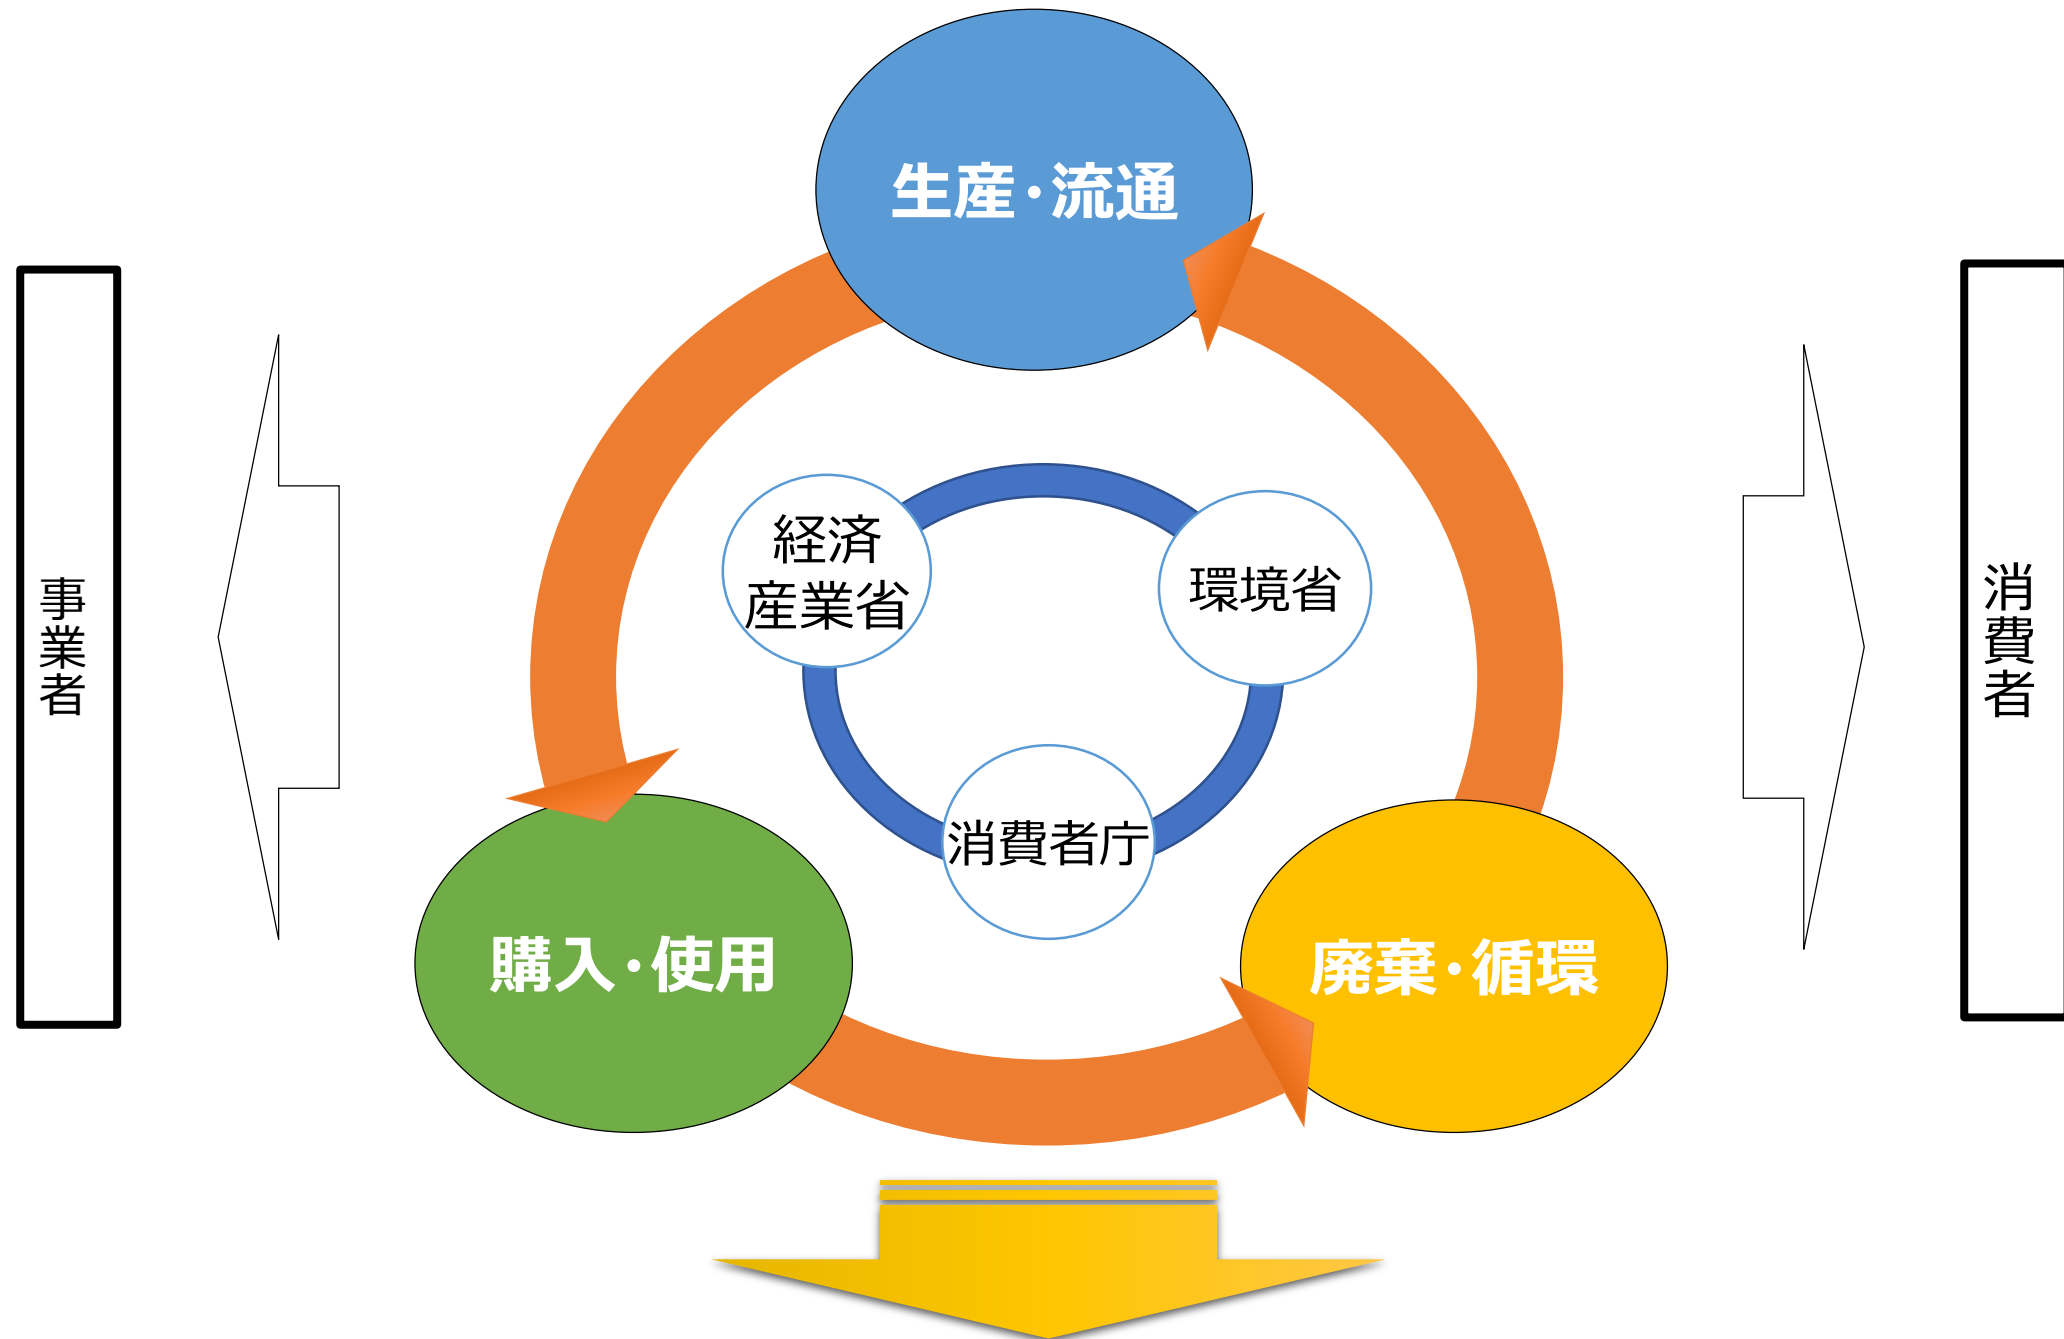 生産・流通
事業者
経済
産業省
環境省
消費者
消費者庁
購入・使用
廃棄・循環